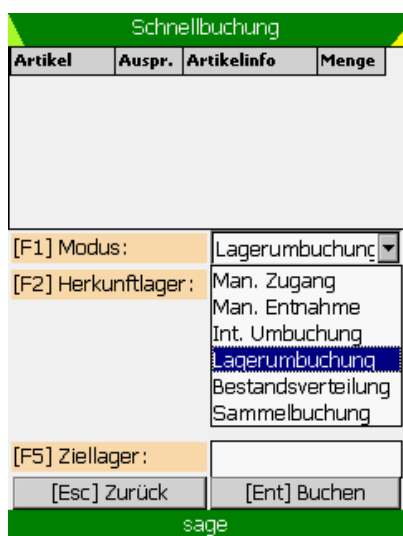 Schnellbuchung
Artikel Auspr. Artikelinfo Menge
[F1] Modus: Lagerumbuchung
[F2] Herkunftlager: Man. Zugang
Man. Entnahme
Int. Umbuchung
Lagerumbuchung
Bestandsverteilung
Sammelbuchung
[F5] Ziellager:
[Esc] Zurück [Ent] Buchen
sage